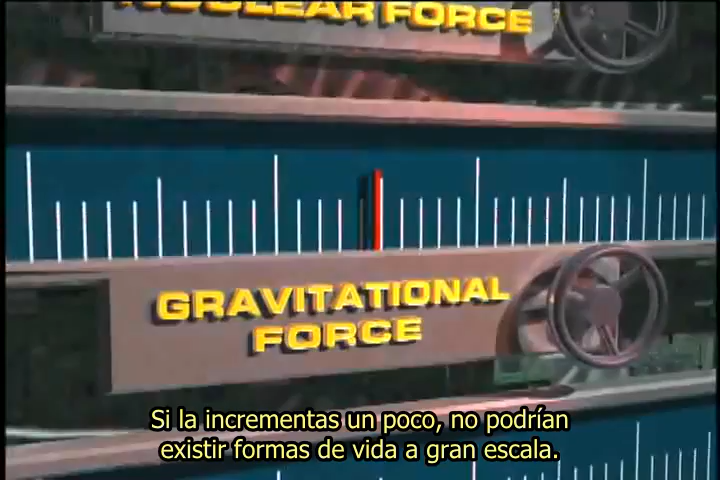 NUCLEAR FORCE
GRAVITATIONAL
FORCE
Si la incrementas un poco, no podrían
existir formas de vida a gran escala.